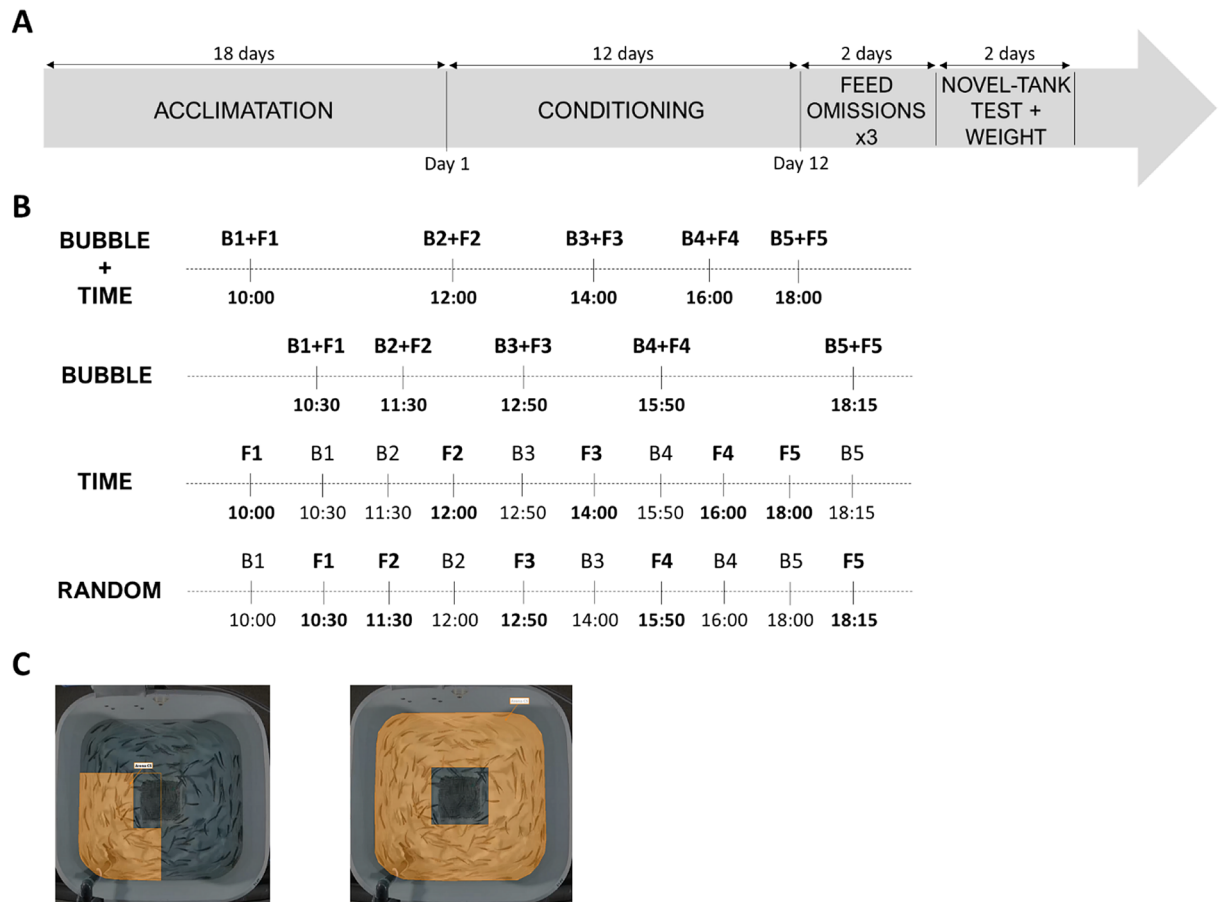 A
18 days
12 days
2 days
2 days
ACCLIMATATION
CONDITIONING
FEED
OMISSIONS
x3
NOVEL-TANK
TEST +
WEIGHT
Day 1
Day 12
B
BUBBLE
+
TIME
B1+F1 B2+F2 B3+F3 B4+F4 B5+F5
10:00 12:00 14:00 16:00 18:00
BUBBLE
B1+F1 B2+F2 B3+F3 B4+F4 B5+F5
10:30 11:30 12:50 15:50 18:15
TIME
F1 B1 B2 F2 B3 F3 B4 F4 F5 B5
10:00 10:30 11:30 12:00 12:50 14:00 15:50 16:00 18:00 18:15
RANDOM
B1 F1 F2 B2 F3 B3 F4 B4 B5 F5
10:00 10:30 11:30 12:00 12:50 14:00 15:50 16:00 18:00 18:15
C